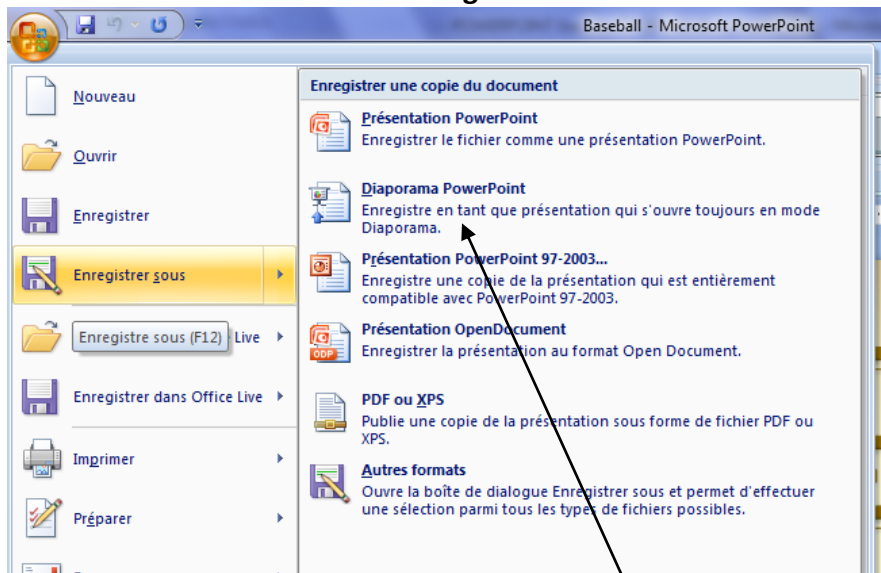 Baseball - Microsoft PowerPoint
Nouveau
Ouvrir
Enregistrer
Enregistrer sous
Enregistre sous (F12)
Live
Enregistrer dans Office Live
Imprimer
Préparer
Enregistrer une copie du document
Présentation PowerPoint
Enregistrer le fichier comme une présentation PowerPoint.
Diaporama PowerPoint
Enregistre en tant que présentation qui s'ouvre toujours en mode
Diaporama.
Présentation PowerPoint 97-2003...
Enregistre une copie de la présentation qui est entièrement
compatible avec PowerPoint 97-2003.
Présentation OpenDocument
Enregistrer la présentation au format Open Document.
ODP
PDF ou XPS
Publie une copie de la présentation sous forme de fichier PDF ou
XPS.
Autres formats
Ouvre la boîte de dialogue Enregistrer sous et permet d'effectuer
une sélection parmi tous les types de fichiers possibles.